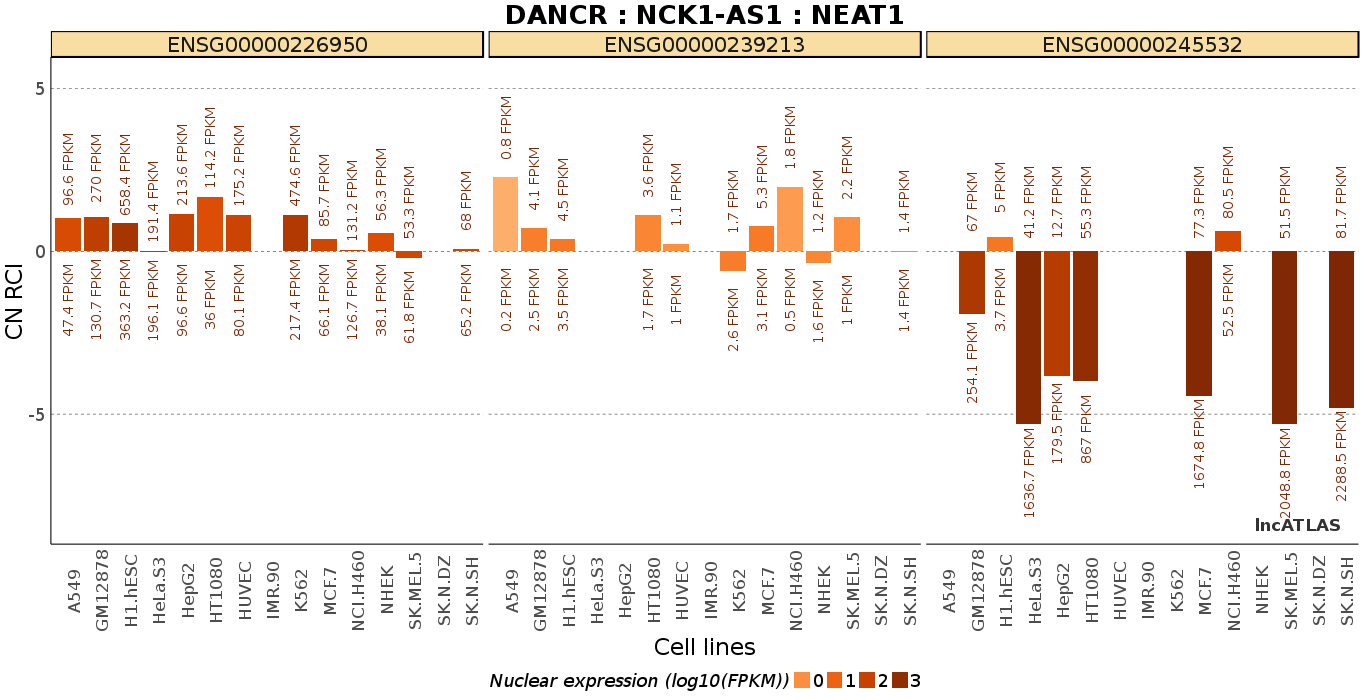 DANCR : NCK1-AS1 : NEAT1
ENSG00000226950
ENSG00000239213
ENSG00000245532
CN RCI
5
0
-5
96.6 FPKM
270 FPKM
658.4 FPKM
191.4 FPKM
213.6 FPKM
114.2 FPKM
175.2 FPKM
474.6 FPKM
85.7 FPKM
131.2 FPKM
56.3 FPKM
53.3 FPKM
68 FPKM
47.4 FPKM
130.7 FPKM
363.2 FPKM
196.1 FPKM
96.6 FPKM
36 FPKM
80.1 FPKM
217.4 FPKM
66.1 FPKM
126.7 FPKM
38.1 FPKM
61.8 FPKM
65.2 FPKM
0.8 FPKM
4.1 FPKM
4.5 FPKM
3.6 FPKM
1.1 FPKM
1.7 FPKM
5.3 FPKM
1.8 FPKM
1.2 FPKM
2.2 FPKM
1.4 FPKM
0.2 FPKM
2.5 FPKM
3.5 FPKM
1.7 FPKM
1 FPKM
2.6 FPKM
3.1 FPKM
0.5 FPKM
1.6 FPKM
1 FPKM
1.4 FPKM
67 FPKM
5 FPKM
41.2 FPKM
12.7 FPKM
55.3 FPKM
77.3 FPKM
80.5 FPKM
51.5 FPKM
81.7 FPKM
254.1 FPKM
3.7 FPKM
1636.7 FPKM
179.5 FPKM
867 FPKM
1674.8 FPKM
52.5 FPKM
2048.8 FPKM
2288.5 FPKM
lncATLAS
A549
GM12878
H1.hESC
HeLa.S3
HepG2
HT1080
HUVEC
IMR.90
K562
MCF.7
NCI.H460
NHEK
SK.MEL.5
SK.N.DZ
SK.N.SH
A549
GM12878
H1.hESC
HeLa.S3
HepG2
HT1080
HUVEC
IMR.90
K562
MCF.7
NCI.H460
NHEK
SK.MEL.5
SK.N.DZ
SK.N.SH
A549
GM12878
H1.hESC
HeLa.S3
HepG2
HT1080
HUVEC
IMR.90
K562
MCF.7
NCI.H460
NHEK
SK.MEL.5
SK.N.DZ
SK.N.SH
Cell lines
Nuclear expression (log10(FPKM)) 0 1 2 3